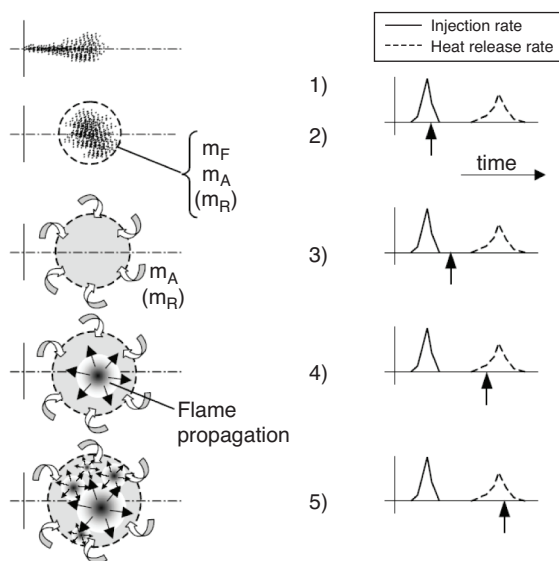 Injection rate
Heat release rate
1)
2)
m_F
m_A
(m_R)
time
3)
m_A
(m_R)
4)
Flame
propagation
5)